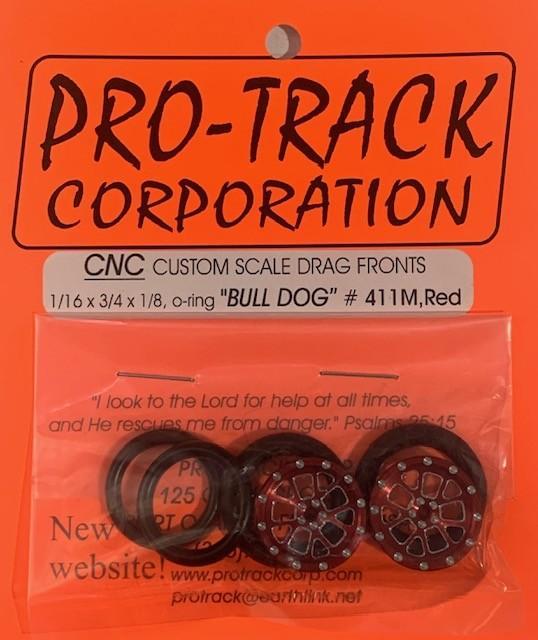 PRO-TRACK
CORPORATION
CNC CUSTOM SCALE DRAG FRONTS
1/16 x 3/4 x 1/8, o-ring "BULL DOG" # 411M,Red
"I look to the Lord for help at all times,
and He rescues me from danger." Psalms 25:15
125
New
website! www.protrackcorp.com
protrack@earthlink.net